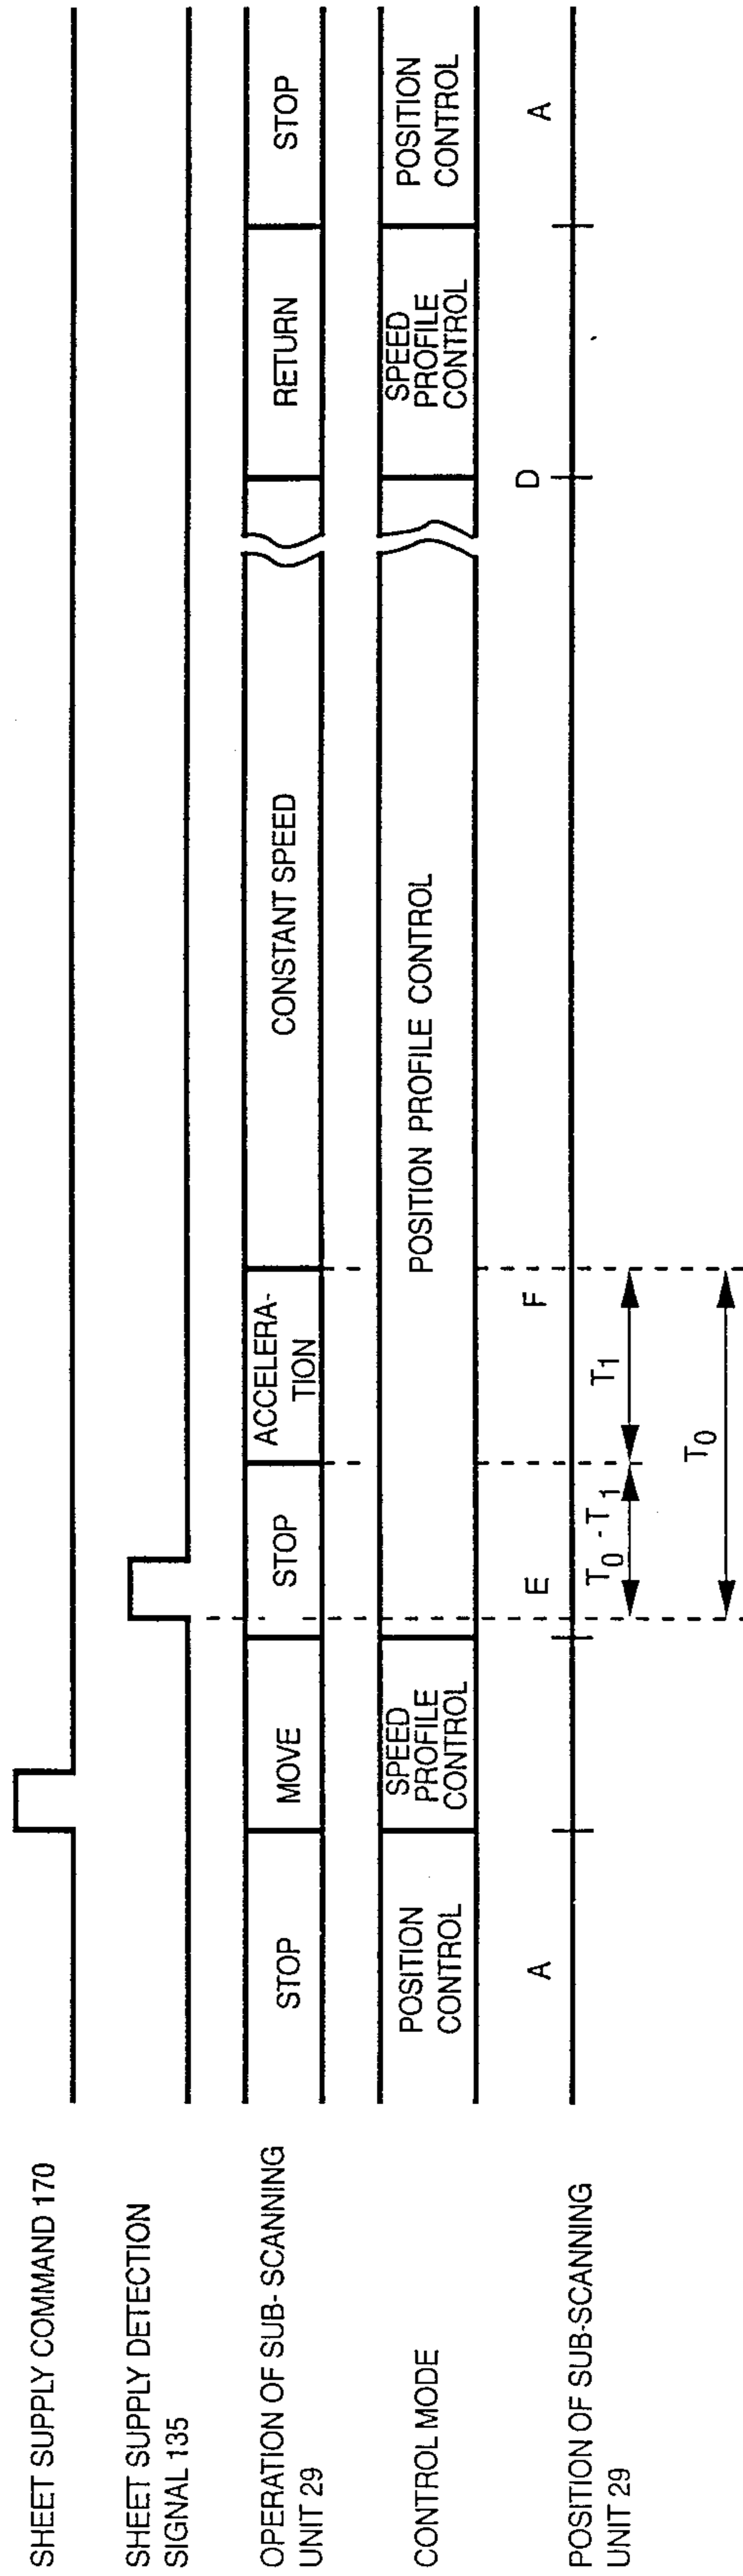 SHEET SUPPLY COMMAND 170
SHEET SUPPLY DETECTION
SIGNAL 135
OPERATION OF SUB- SCANNING
UNIT 29
STOP
MOVE
STOP
ACCELERA-
TION
CONSTANT SPEED
RETURN
STOP
CONTROL MODE
POSITION
CONTROL
SPEED
PROFILE
CONTROL
POSITION PROFILE CONTROL
SPEED
PROFILE
CONTROL
POSITION
CONTROL
POSITION OF SUB-SCANNING
UNIT 29
A
E
F
D
A
T0 - T1
T1
T0